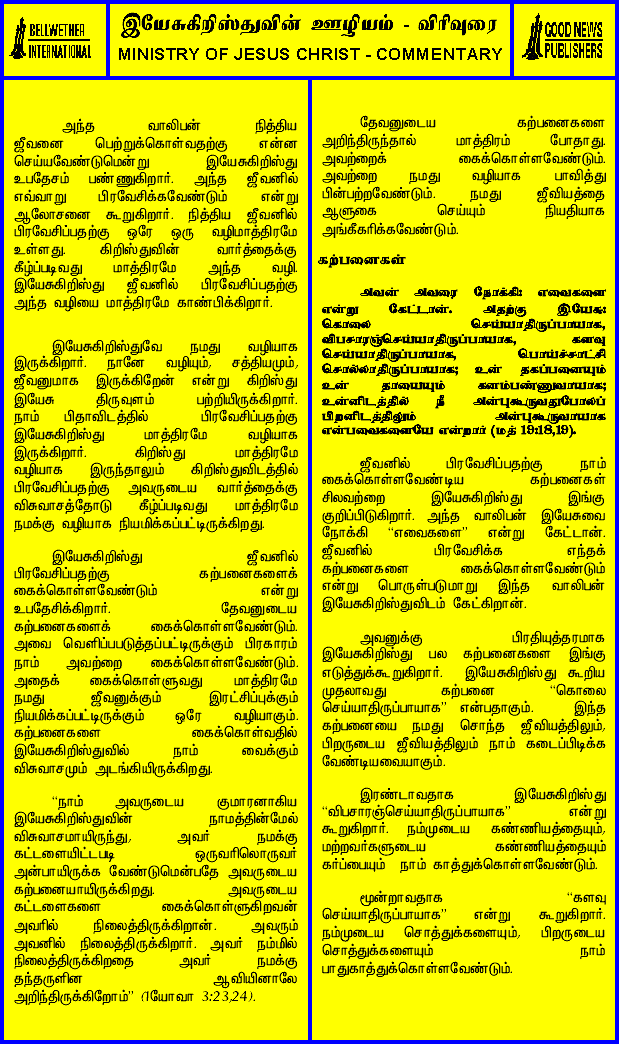 BELLWETHER
INTERNATIONAL
இயேசுகிறிஸ்துவின் ஊழியம் - விரிவுரை
MINISTRY OF JESUS CHRIST - COMMENTARY
GOOD NEWS
PUBLISHERS
அந்த வாலிபன் நித்திய
ஜீவனை பெற்றுக்கொள்வதற்கு என்ன
செய்யவேண்டுமென்று இயேசுகிறிஸ்து
உபதேசம் பண்ணுகிறார். அந்த ஜீவனில்
எவ்வாறு பிரவேசிக்கவேண்டும் என்று
ஆலோசனை கூறுகிறார். நித்திய ஜீவனில்
பிரவேசிப்பதற்கு ஒரே ஒரு வழிமாத்திரமே
உள்ளது. கிறிஸ்துவின் வார்த்தைக்கு
கீழ்ப்படிவது மாத்திரமே அந்த வழி.
இயேசுகிறிஸ்து ஜீவனில் பிரவேசிப்பதற்கு
அந்த வழியை மாத்திரமே காண்பிக்கிறார்.
இயேசுகிறிஸ்துவே நமது வழியாக
இருக்கிறார். நானே வழியும், சத்தியமும்,
ஜீவனுமாக இருக்கிறேன் என்று கிறிஸ்து
இயேசு திருவுளம் பற்றியிருக்கிறார்.
நாம் பிதாவிடத்தில் பிரவேசிப்பதற்கு
இயேசுகிறிஸ்து மாத்திரமே வழியாக
இருக்கிறார். கிறிஸ்து மாத்திரமே
வழியாக இருந்தாலும் கிறிஸ்துவிடத்தில்
பிரவேசிப்பதற்கு அவருடைய வார்த்தைக்கு
விசுவாசத்தோடு கீழ்ப்படிவது மாத்திரமே
நமக்கு வழியாக நியமிக்கப்பட்டிருக்கிறது.
இயேசுகிறிஸ்து ஜீவனில்
பிரவேசிப்பதற்கு கற்பனைகளைக்
கைக்கொள்ளவேண்டும் என்று
உபதேசிக்கிறார். தேவனுடைய
கற்பனைகளைக் கைக்கொள்ளவேண்டும்.
அவை வெளிப்படுத்தப்பட்டிருக்கும் பிரகாரம்
நாம் அவற்றை கைக்கொள்ளவேண்டும்.
அதைக் கைக்கொள்ளுவது மாத்திரமே
நமது ஜீவனுக்கும் இரட்சிப்புக்கும்
நியமிக்கப்பட்டிருக்கும் ஒரே வழியாகும்.
கற்பனைகளை கைக்கொள்வதில்
இயேசுகிறிஸ்துவில் நாம் வைக்கும்
விசுவாசமும் அடங்கியிருக்கிறது.
“நாம் அவருடைய குமாரனாகிய
இயேசுகிறிஸ்துவின் நாமத்தின்மேல்
விசுவாசமாயிருந்து, அவர் நமக்கு
கட்டளையிட்டபடி ஒருவரிலொருவர்
அன்பாயிருக்க வேண்டுமென்பதே அவருடைய
கற்பனையாயிருக்கிறது. அவருடைய
கட்டளைகளை கைக்கொள்ளுகிறவன்
அவரில் நிலைத்திருக்கிறான். அவரும்
அவனில் நிலைத்திருக்கிறார். அவர் நம்மில்
நிலைத்திருக்கிறதை அவர் நமக்கு
தந்தருளின ஆவியினாலே
அறிந்திருக்கிறோம்” (1யோவா 3:23,24).
தேவனுடைய கற்பனைகளை
அறிந்திருந்தால் மாத்திரம் போதாது.
அவற்றைக் கைக்கொள்ளவேண்டும்.
அவற்றை நமது வழியாக பாவித்து
பின்பற்றவேண்டும். நமது ஜீவியத்தை
ஆளுகை செய்யும் நியதியாக
அங்கீகரிக்கவேண்டும்.
கற்பனைகள்
அவன் அவரை நோக்கி: எவைகளை
என்று கேட்டான். அதற்கு இயேசு:
கொலை செய்யாதிருப்பாயாக,
விபசாரஞ்செய்யாதிருப்பாயாக, களவு
செய்யாதிருப்பாயாக, பொய்ச்சாட்சி
சொல்லாதிருப்பாயாக; உன் தகப்பனையும்
உன் தாயையும் கனம்பண்ணுவாயாக;
உன்னிடத்தில் நீ அன்புகூருவதுபோலப்
பிறனிடத்திலும் அன்புகூருவாயாக
என்பவைகளையே என்றார் (மத் 19:18,19).
ஜீவனில் பிரவேசிப்பதற்கு நாம்
கைக்கொள்ளவேண்டிய கற்பனைகள்
சிலவற்றை இயேசுகிறிஸ்து இங்கு
குறிப்பிடுகிறார். அந்த வாலிபன் இயேசுவை
நோக்கி “எவைகளை” என்று கேட்டான்.
ஜீவனில் பிரவேசிக்க எந்தக்
கற்பனைகளை கைக்கொள்ளவேண்டும்
என்று பொருள்படுமாறு இந்த வாலிபன்
இயேசுகிறிஸ்துவிடம் கேட்கிறான்.
அவனுக்கு பிரதியுத்தரமாக
இயேசுகிறிஸ்து பல கற்பனைகளை இங்கு
எடுத்துக்கூறுகிறார். இயேசுகிறிஸ்து கூறிய
முதலாவது கற்பனை “கொலை
செய்யாதிருப்பாயாக” என்பதாகும். இந்த
கற்பனையை நமது சொந்த ஜீவியத்திலும்,
பிறருடைய ஜீவியத்திலும் நாம் கடைப்பிடிக்க
வேண்டியவையாகும்.
இரண்டாவதாக இயேசுகிறிஸ்து
“விபசாரஞ்செய்யாதிருப்பாயாக” என்று
கூறுகிறார். நம்முடைய கண்ணியத்தையும்,
மற்றவர்களுடைய கண்ணியத்தையும்
கர்ப்பையும் நாம் காத்துக்கொள்ளவேண்டும்.
மூன்றாவதாக “களவு
செய்யாதிருப்பாயாக” என்று கூறுகிறார்.
நம்முடைய சொத்துக்களையும், பிறருடைய
சொத்துக்களையும் நாம்
பாதுகாத்துக்கொள்ளவேண்டும்.